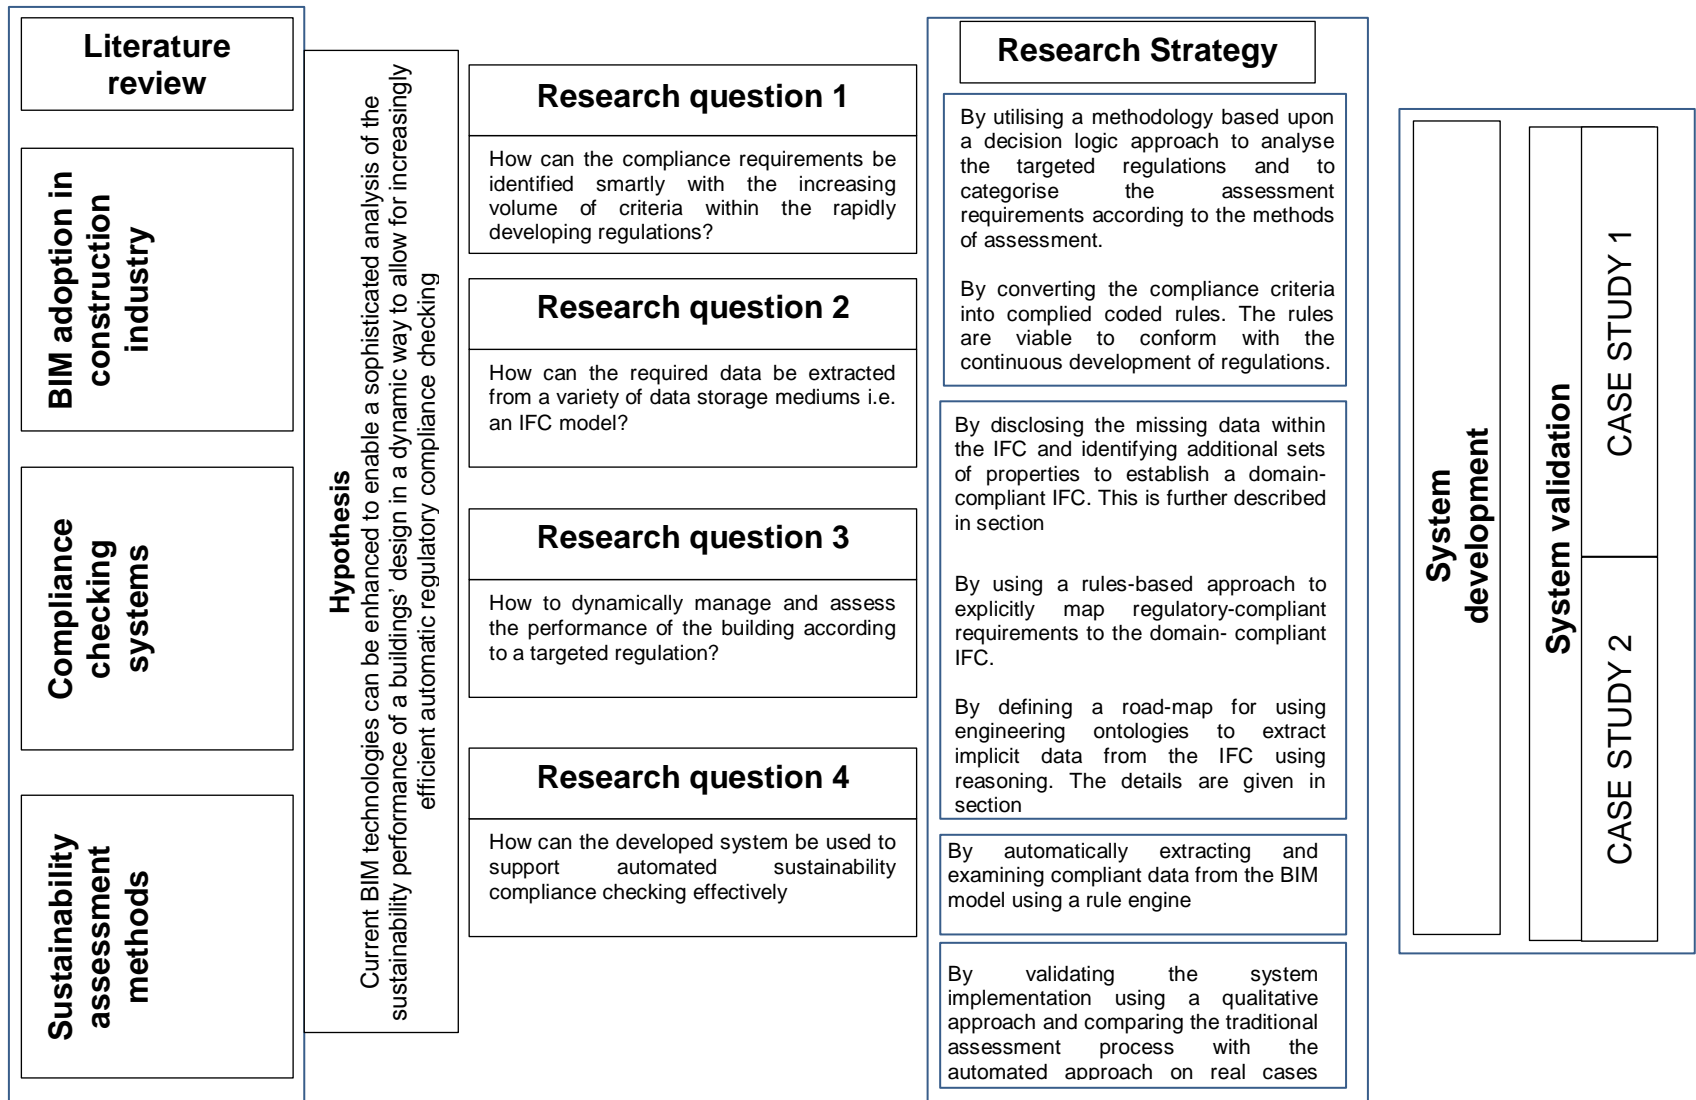 Literature
review
BIM adoption in
construction
industry
Compliance
checking
systems
Sustainability
assessment
methods
Hypothesis
Current BIM technologies can be enhanced to enable a sophisticated analysis of the
sustainability performance of a buildings’ design in a dynamic way to allow for increasingly
efficient automatic regulatory compliance checking
Research question 1
How can the compliance requirements be
identified smartly with the increasing
volume of criteria within the rapidly
developing regulations?
Research question 2
How can the required data be extracted
from a variety of data storage mediums i.e.
an IFC model?
Research question 3
How to dynamically manage and assess
the performance of the building according
to a targeted regulation?
Research question 4
How can the developed system be used to
support automated sustainability
compliance checking effectively
Research Strategy
By utilising a methodology based upon
a decision logic approach to analyse
the targeted regulations and to
categorise the assessment
requirements according to the methods
of assessment.
By converting the compliance criteria
into complied coded rules. The rules
are viable to conform with the
continuous development of regulations.
By disclosing the missing data within
the IFC and identifying additional sets
of properties to establish a domain-
compliant IFC. This is further described
in section
By using a rules-based approach to
explicitly map regulatory-compliant
requirements to the domain- compliant
IFC.
By defining a road-map for using
engineering ontologies to extract
implicit data from the IFC using
reasoning. The details are given in
section
By automatically extracting and
examining compliant data from the BIM
model using a rule engine
By validating the system
implementation using a qualitative
approach and comparing the traditional
assessment process with the
automated approach on real cases
System
development
System validation
CASE STUDY 1
CASE STUDY 2